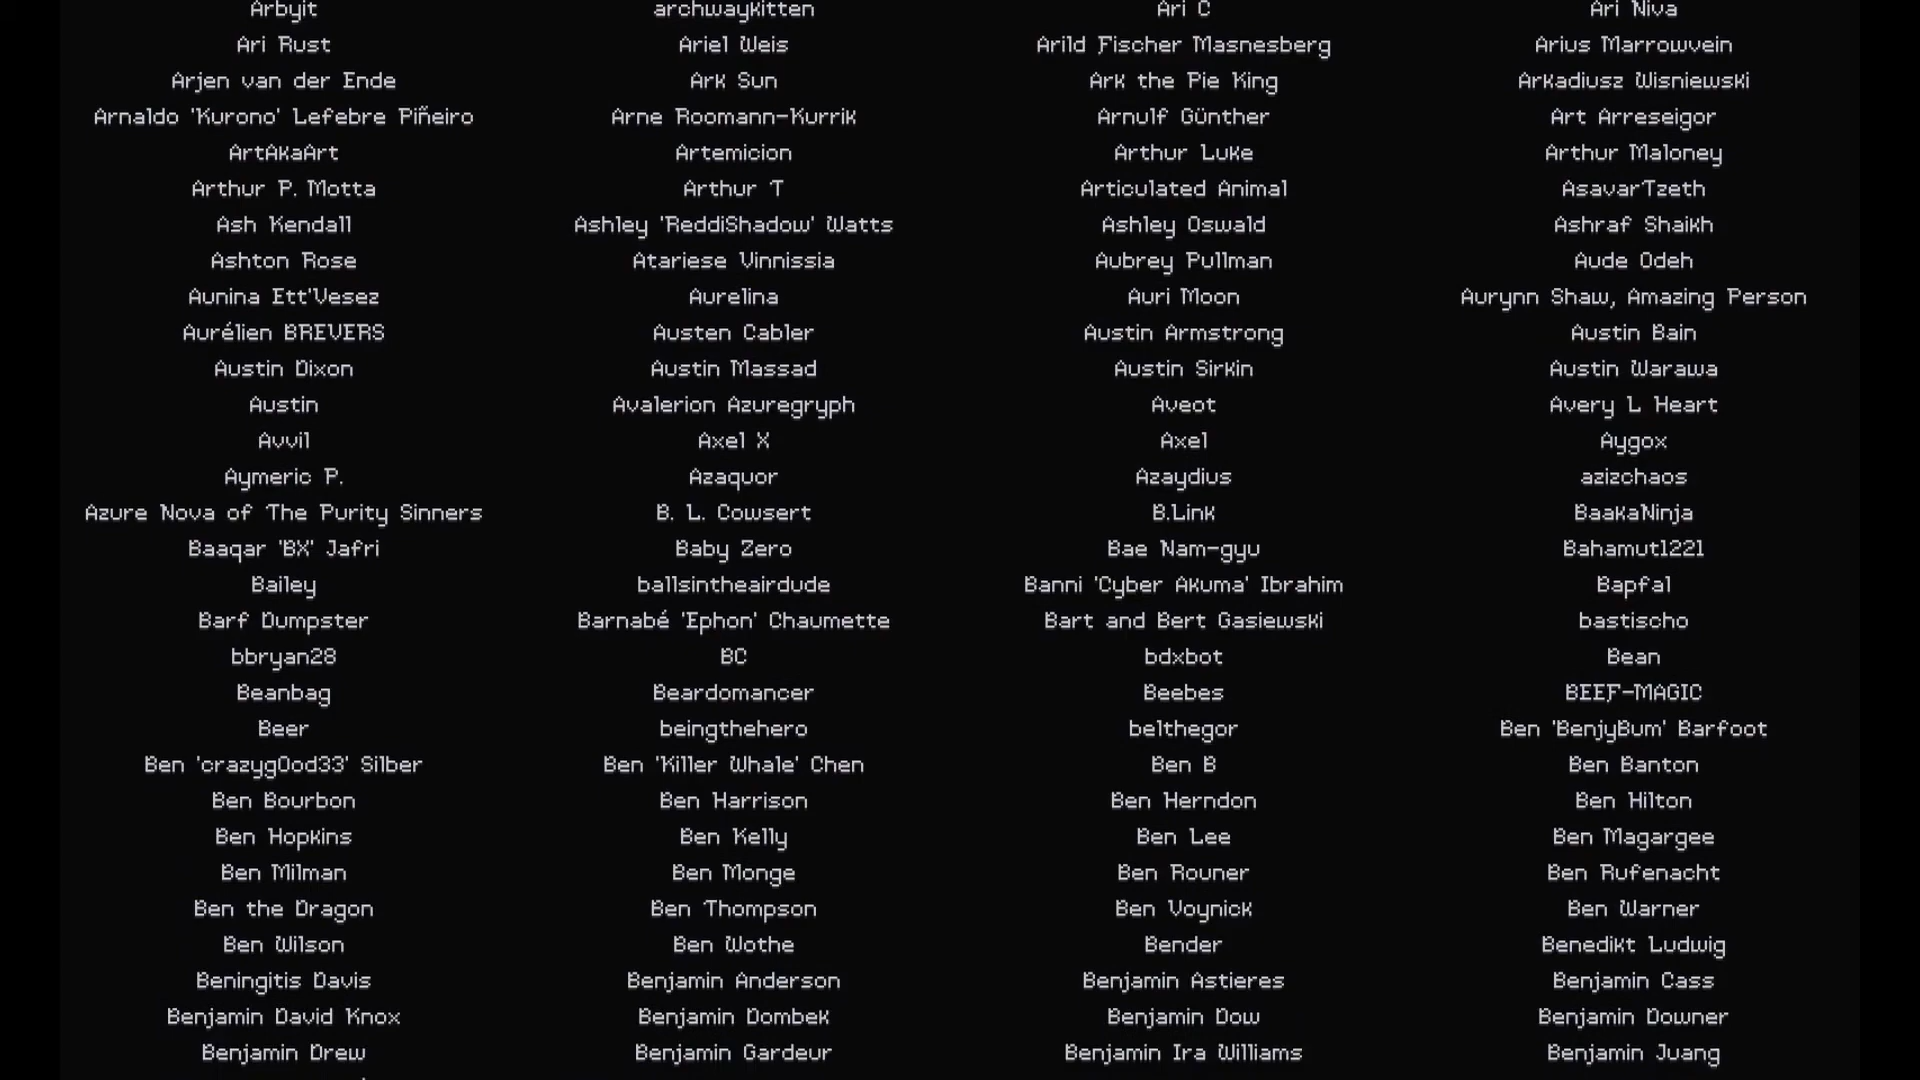 Arbyit archwaykitten Ari C Ari Niva
Ari Rust Ariel Weis Arild Fischer Masnesberg Arius Marrowvein
Arjen van der Ende Ark Sun Ark the Pie King Arkadiusz Wisniewski
Arnaldo 'Kurono' Lefebre Piñeiro Arne Roomann-Kurrik Arnulf Günther Art Arreseigor
ArtAkaArt Artemicion Arthur Luke Arthur Maloney
Arthur P. Motta Arthur T Articulated Animal AsavarTzeth
Ash Kendall Ashley 'ReddiShadow' Watts Ashley Oswald Ashraf Shaikh
Ashton Rose Atariese Vinnissia Aubrey Pullman Aude Odeh
Aunina Ett'Vesez Aurelina Auri Moon Aurynn Shaw, Amazing Person
Aurélien BREVERS Austen Cabler Austin Armstrong Austin Bain
Austin Dixon Austin Massad Austin Sirkin Austin Warawa
Austin Avalerion Azuregryph Aveot Avery L Heart
Avvil Axel X Axel Aygox
Aymeric P. Azaquor Azaydius azizchaos
Azure Nova of The Purity Sinners B. L. Cowsert B.Link BaakaNinja
Baaqar 'BX' Jafri Baby Zero Bae Nam-gyu Bahamut1221
Bailey ballsintheairdude Banni 'Cyber Akuma' Ibrahim Bapfal
Barf Dumpster Barnabé 'Ephon' Chaumette Bart and Bert Gasiewski bastischo
bbryan28 BC bdxbot Bean
Beanbag Beardomancer Beebes BEEF-MAGIC
Beer beingthehero belthegor Ben 'BenjyBum' Barfoot
Ben 'crazyg0od33' Silber Ben 'Killer Whale' Chen Ben B Ben Banton
Ben Bourbon Ben Harrison Ben Herndon Ben Hilton
Ben Hopkins Ben Kelly Ben Lee Ben Magargee
Ben Milman Ben Monge Ben Rouner Ben Rufenacht
Ben the Dragon Ben Thompson Ben Voynick Ben Warner
Ben Wilson Ben Wothe Bender Benedikt Ludwig
Beningitis Davis Benjamin Anderson Benjamin Astieres Benjamin Cass
Benjamin David Knox Benjamin Dombek Benjamin Dow Benjamin Downer
Benjamin Drew Benjamin Gardeur Benjamin Ira Williams Benjamin Juang